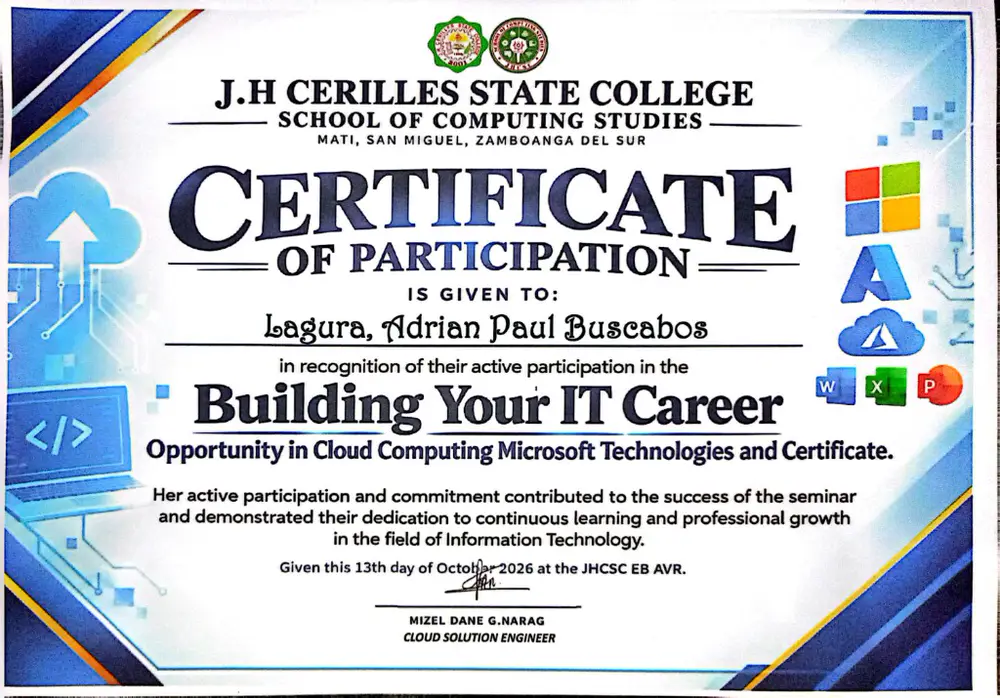 J.H CERILLES STATE COLLEGE
SCHOOL OF COMPUTING STUDIES
MATI, SAN MIGUEL, ZAMBOANGA DEL SUR
CERTIFICATE
OF PARTICIPATION
IS GIVEN TO:
Lagura, Adrian Paul Buscabos
in recognition of their active participation in the
Building Your IT Career
Opportunity in Cloud Computing Microsoft Technologies and Certificate.
Her active participation and commitment contributed to the success of the seminar
and demonstrated their dedication to continuous learning and professional growth
in the field of Information Technology.
Given this 13th day of October 2026 at the JHCSC EB AVR.
MIZEL DANE G.NARAG
CLOUD SOLUTION ENGINEER
W X P
</>